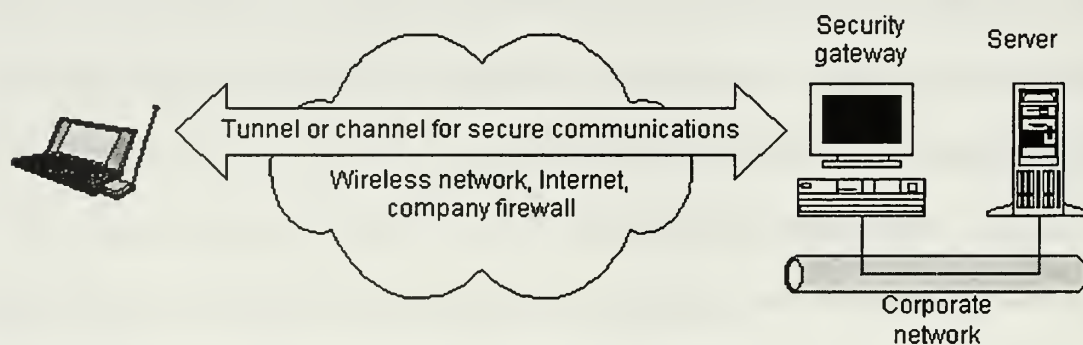 Security
gateway
Server
Tunnel or channel for secure communications
Wireless network, Internet,
company firewall
Corporate
network